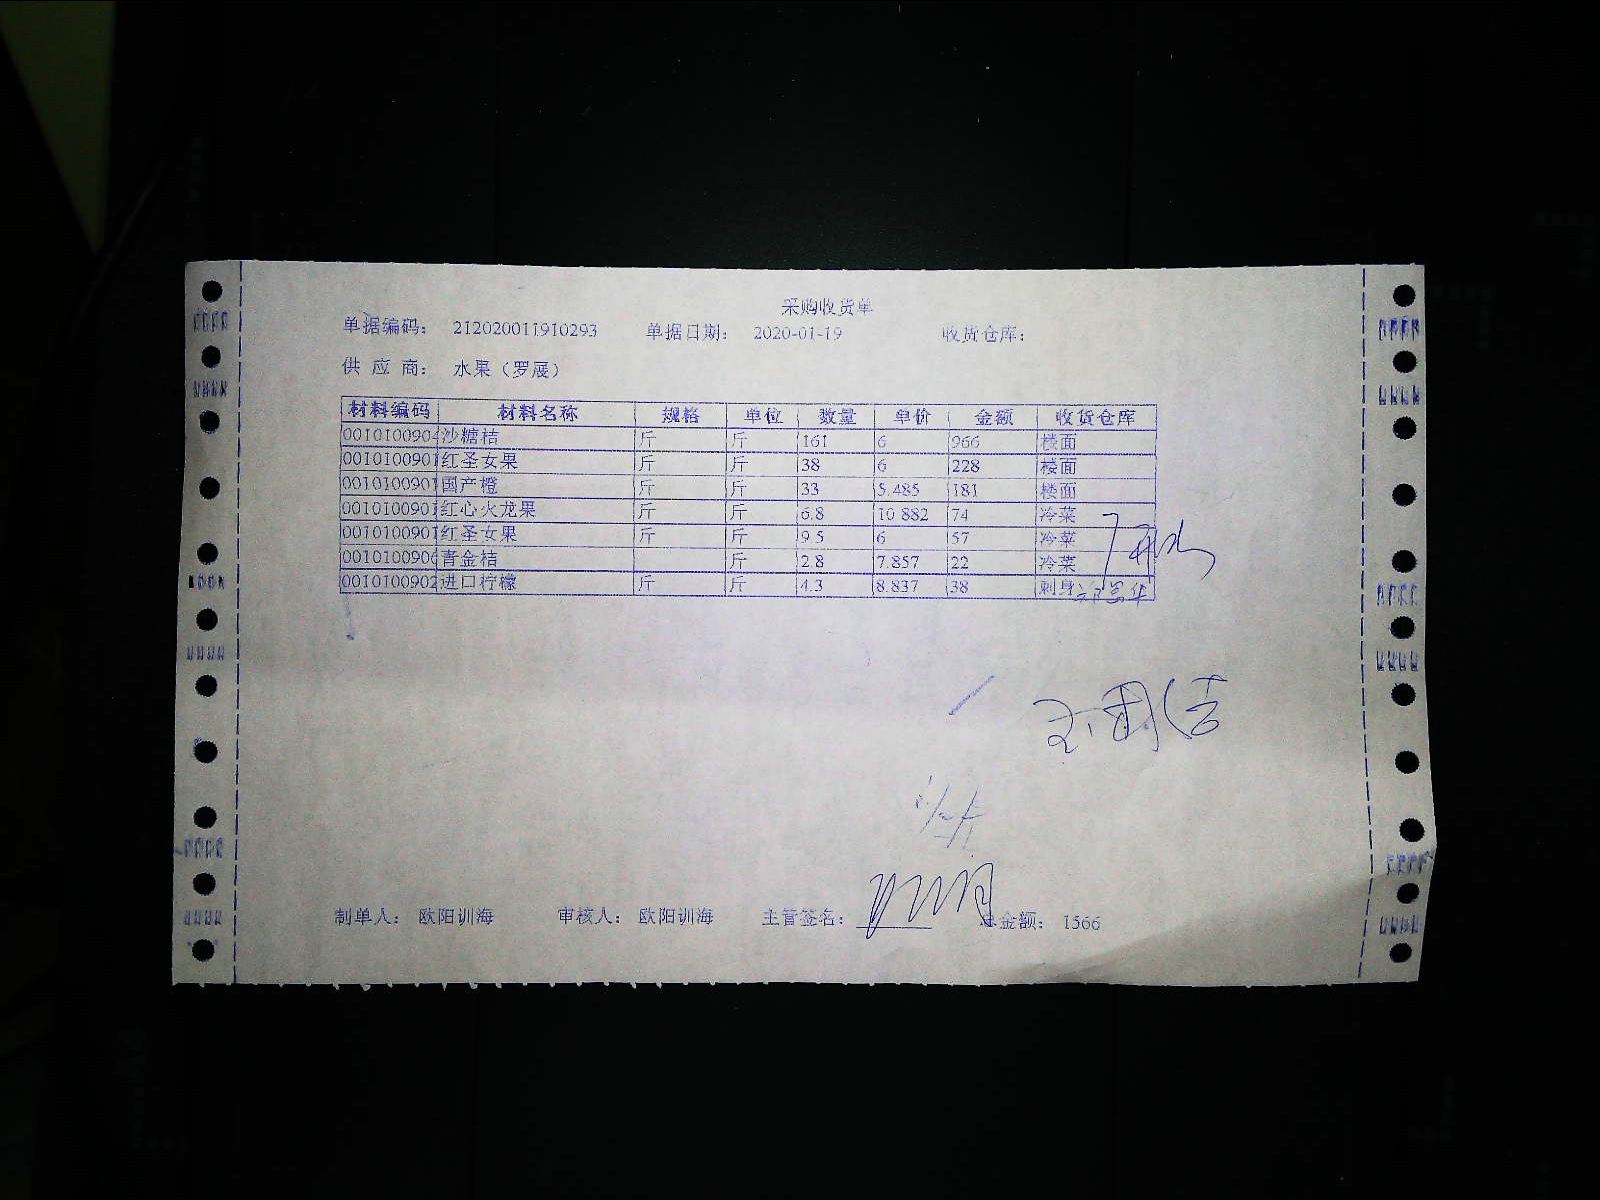 采购收货单
单据编码： 212020011910293 单据日期： 2020-01-19 收货仓库：
供 应 商： 水果（罗展）
材料编码 材料名称 规格 单位 数量 单价 金额 收货仓库
0010100904 沙糖桔 斤 斤 161 6 966 楼面
0010100901 红圣女果 斤 斤 38 6 228 楼面
0010100901 国产橙 斤 斤 33 5.485 181 楼面
0010100901 红心火龙果 斤 斤 6.8 10.882 74 冷菜
0010100901 红圣女果 斤 斤 9.5 6 57 冷菜
0010100906 青金桔 斤 2.8 7.857 22 冷菜
0010100902 进口柠檬 斤 斤 4.3 8.837 38 刺身
制单人： 欧阳训海 审核人： 欧阳训海 主管签名： 总金额： 1566